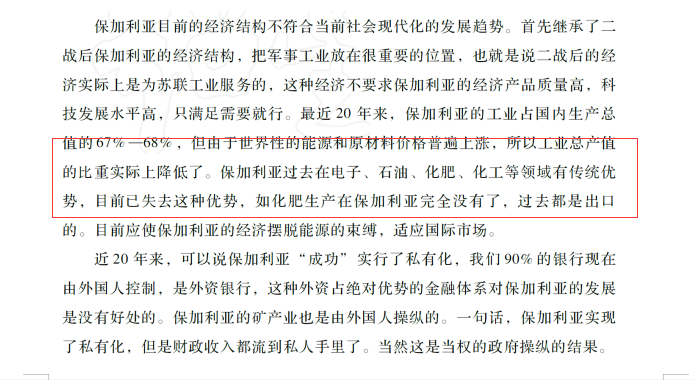 保加利亚目前的经济结构不符合当前社会现代化的发展趋势。首先继承了二
战后保加利亚的经济结构，把军事工业放在很重要的位置，也就是说二战后的经
济实际上是为苏联工业服务的，这种经济不要求保加利亚的经济产品质量高，科
技发展水平高，只满足需要就行。最近 20 年来，保加利亚的工业占国内生产总
值的 67%—68%，但由于世界性的能源和原材料价格普遍上涨，所以工业总产值
的比重实际上降低了。保加利亚过去在电子、石油、化肥、化工等领域有传统优
势，目前已失去这种优势，如化肥生产在保加利亚完全没有了，过去都是出口
的。目前应使保加利亚的经济摆脱能源的束缚，适应国际市场。
近 20 年来，可以说保加利亚“成功”实行了私有化，我们 90% 的银行现在
由外国人控制，是外资银行，这种外资占绝对优势的金融体系对保加利亚的发展
是没有好处的。保加利亚的矿产业也是由外国人操纵的。一句话，保加利亚实现
了私有化，但是财政收入都流到私人手里了。当然这是当权的政府操纵的结果。